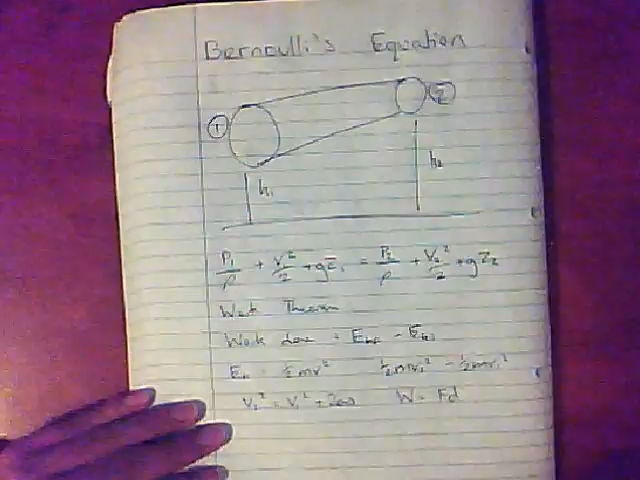 Bernoulli's Equation
① ②
h₁ h₂
P₁/ρ + V₁²/2 + gZ₁ = P₂/ρ + V₂²/2 + gZ₂
Work Theorem
Work done = Eₖ₂ - Eₖ₁
Eₖ = ½mv² ½mv₂² - ½mv₁²
V₂² = V₁² + 2as W = Fd